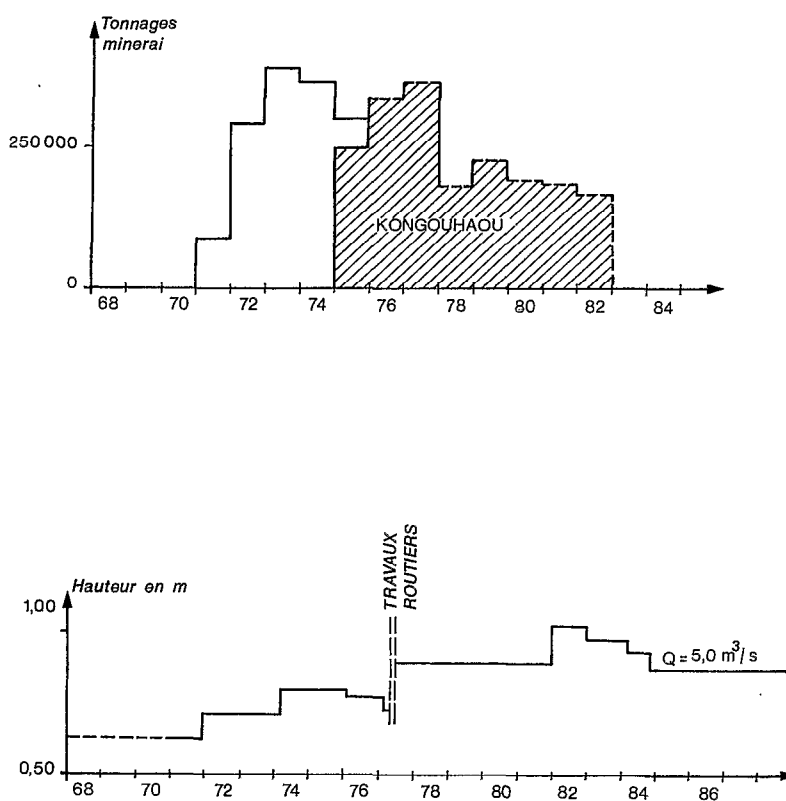 Tonnages
minerai
250 000
KONGOUHAOU
0
68 70 72 74 76 78 80 82 84
TRAVAUX
ROUTIERS
Hauteur en m
1,00
Q = 5,0 m³/s
0,50
68 70 72 74 76 78 80 82 84 86